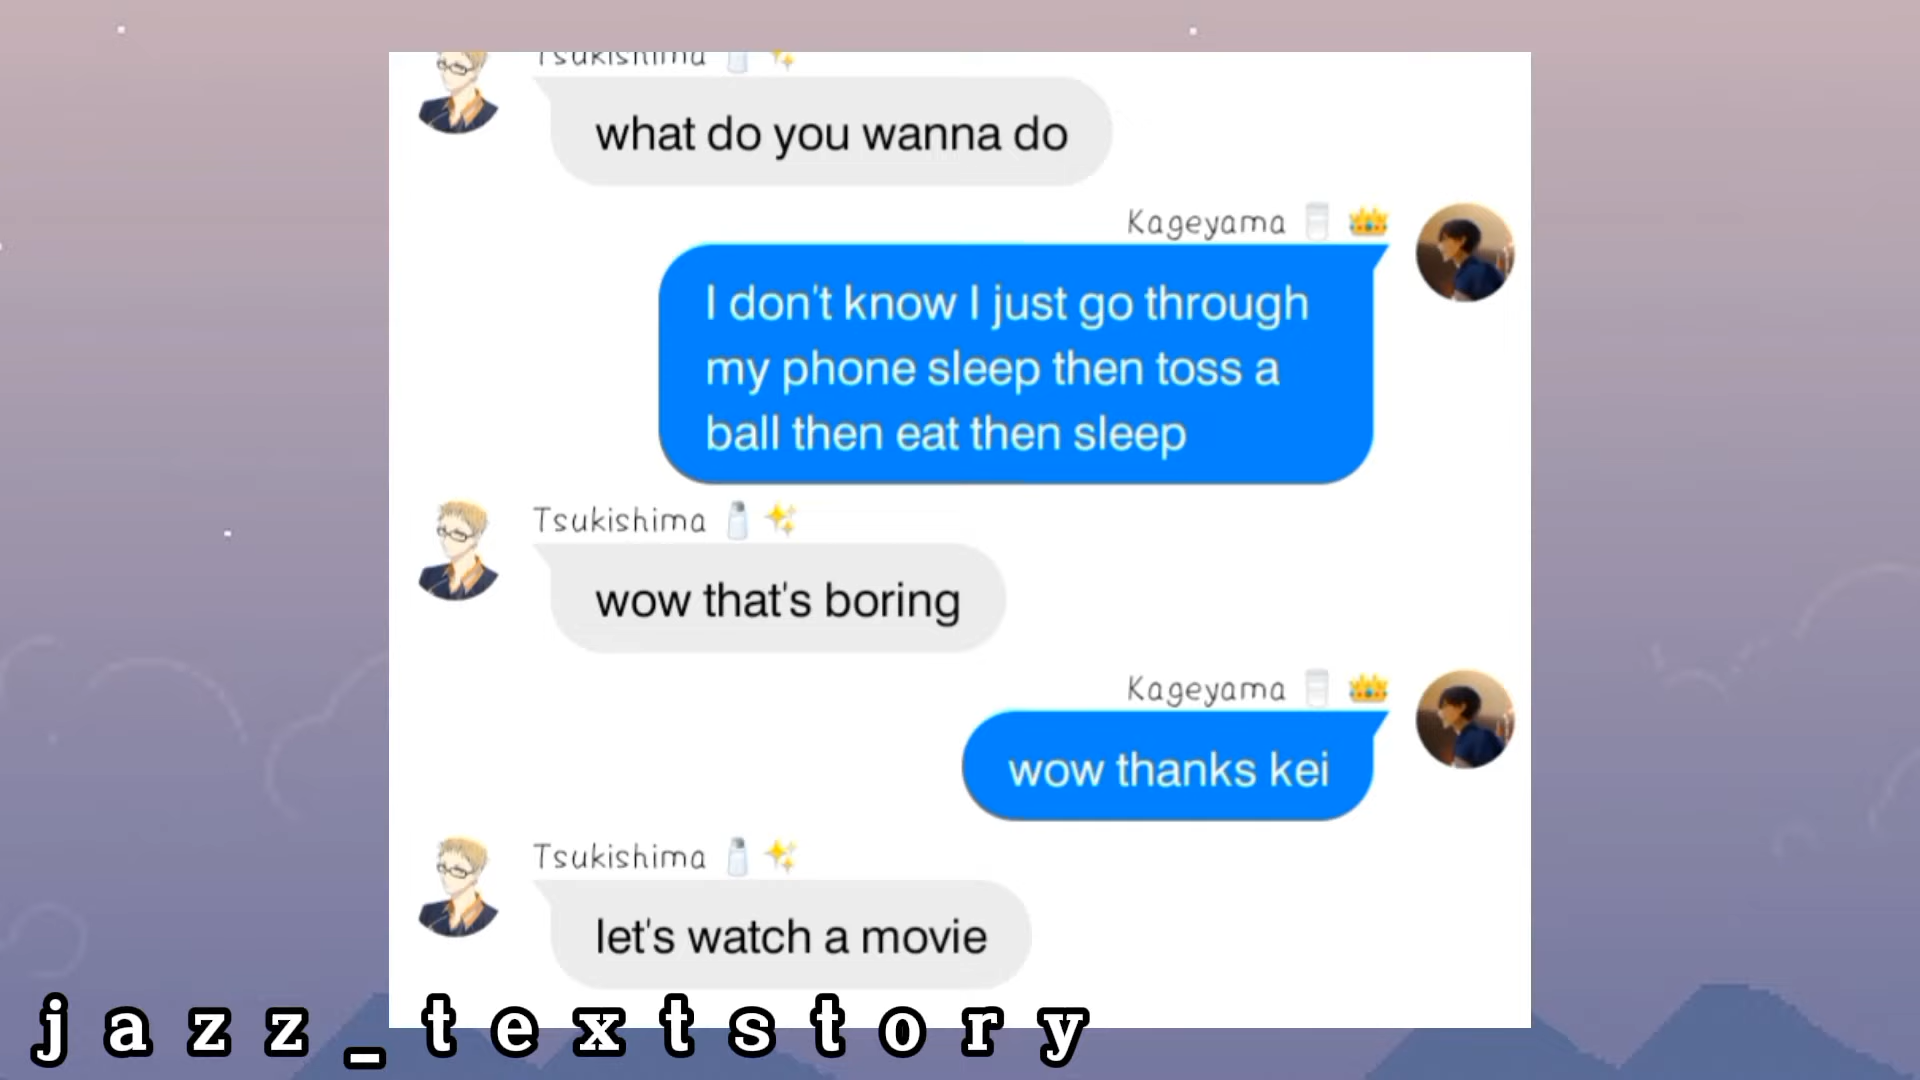 Tsukishima
what do you wanna do
Kageyama
I don't know I just go through
my phone sleep then toss a
ball then eat then sleep
Tsukishima
wow that's boring
Kageyama
wow thanks kei
Tsukishima
let's watch a movie
jazz_textstory